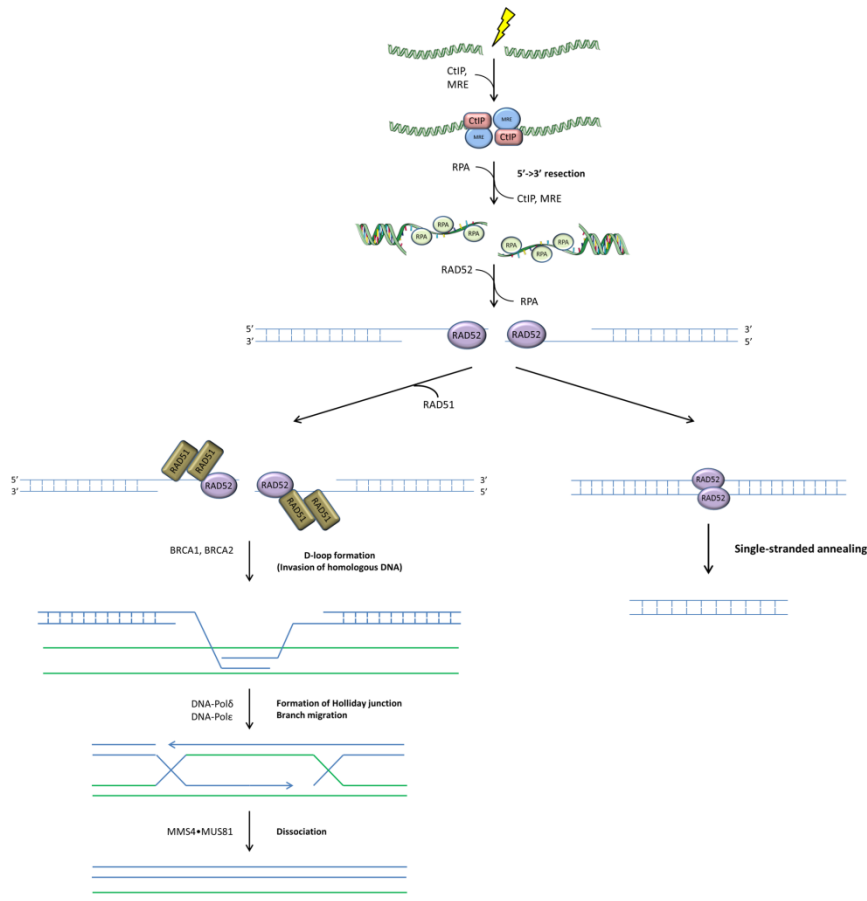 CtIP,
MRE
CtIP
MRE
MRE
CtIP
RPA
5'->3' resection
CtIP, MRE
RPA
RPA
RPA
RPA
RPA
RPA
RAD52
RPA
5'
3'
RAD52
RAD52
3'
5'
RAD51
RAD51
RAD51
5'
3'
RAD52
RAD52
RAD51
RAD51
3'
5'
RAD52
RAD52
BRCA1, BRCA2
D-loop formation
(Invasion of homologous DNA)
Single-stranded annealing
DNA-Polδ
DNA-Polε
Formation of Holliday junction
Branch migration
MMS4•MUS81
Dissociation